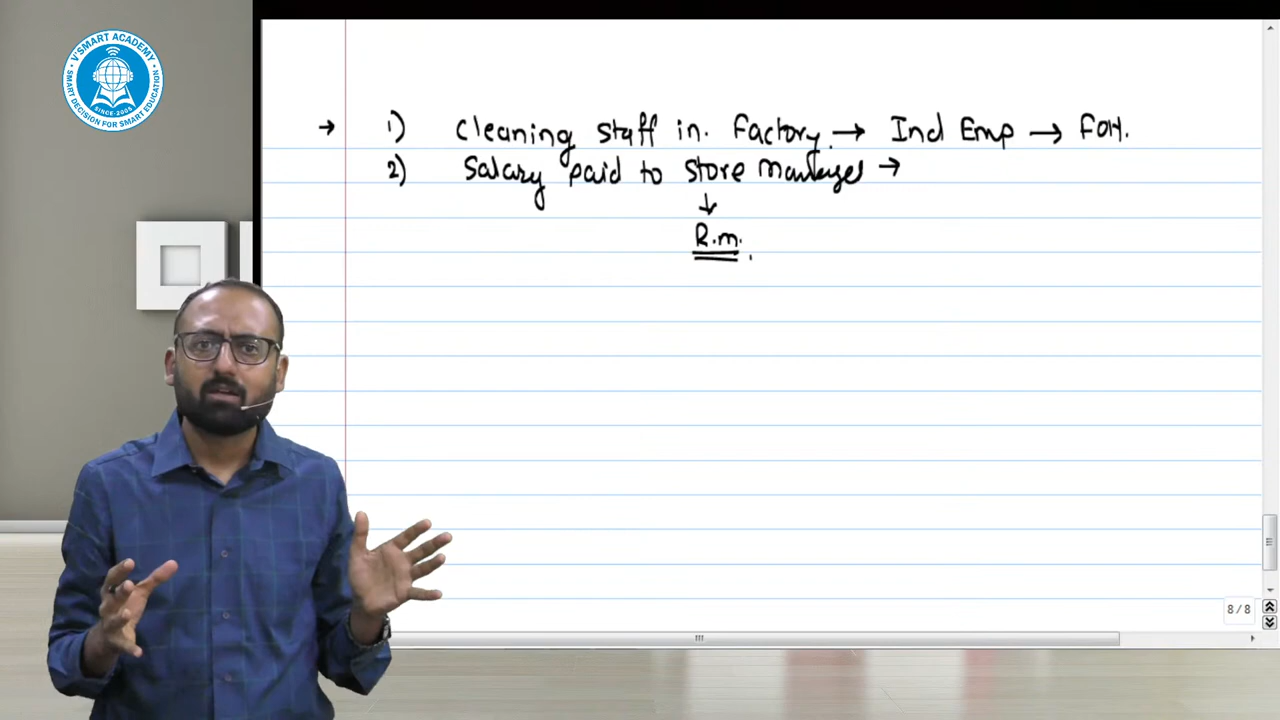 V'SMART ACADEMY
SMART DECISION FOR SMART EDUCATION
SINCE-2005
→ 1) Cleaning staff in. Factory. → Ind Emp → FOH.
2) Salary paid to store Manager →
↓
R.m.
8/8